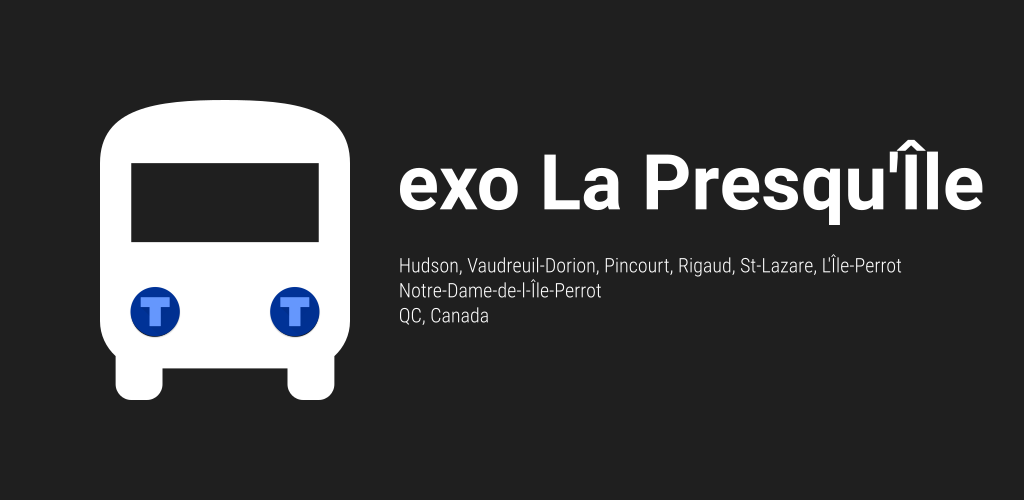 exo La Presqu'Île
Hudson, Vaudreuil-Dorion, Pincourt, Rigaud, St-Lazare, L'Île-Perrot
Notre-Dame-de-l-Île-Perrot
QC, Canada
T T